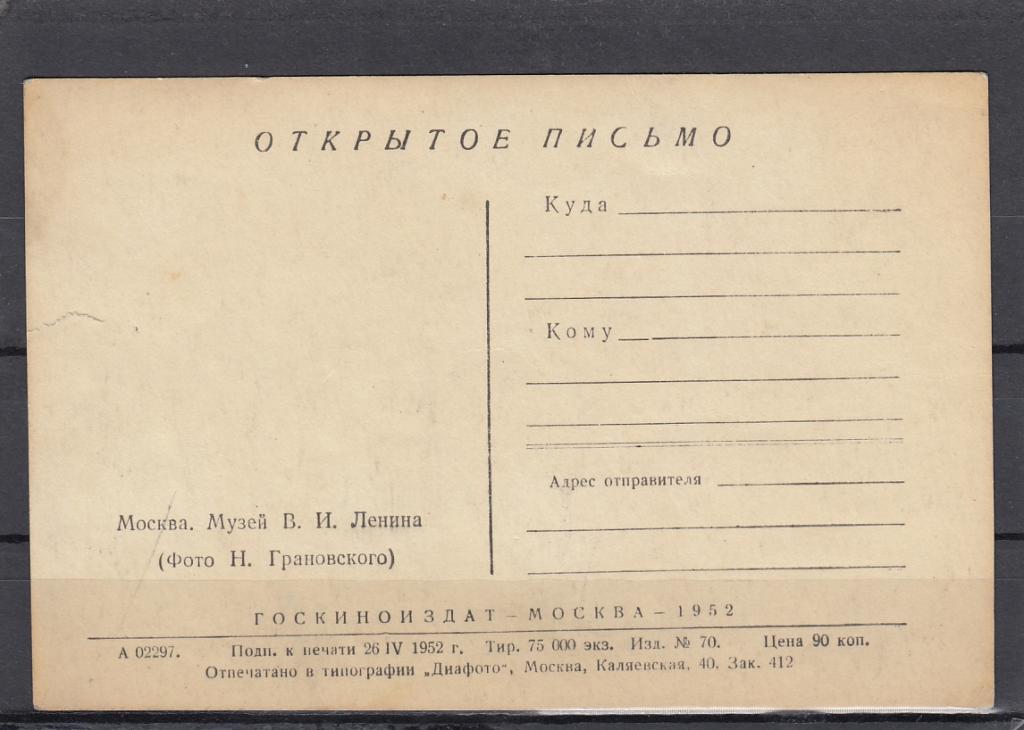 ОТКРЫТОЕ ПИСЬМО
Куда
Кому
Адрес отправителя
Москва. Музей В. И. Ленина
(Фото Н. Грановского)
ГОСКИНОИЗДАТ – МОСКВА – 1952
А 02297. Подп. к печати 26 IV 1952 г. Тир. 75 000 экз. Изд. № 70. Цена 90 коп.
Отпечатано в типографии „Диафото“, Москва, Каляевская, 40. Зак. 412